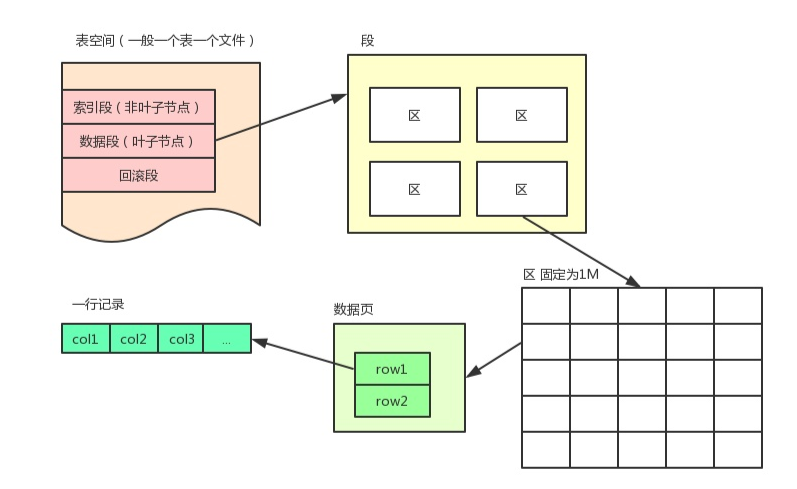 表空间（一般一个表一个文件）
索引段（非叶子节点）
数据段（叶子节点）
回滚段
段
区
区
区
区
区 固定为1M
数据页
row1
row2
一行记录
col1 col2 col3 ...